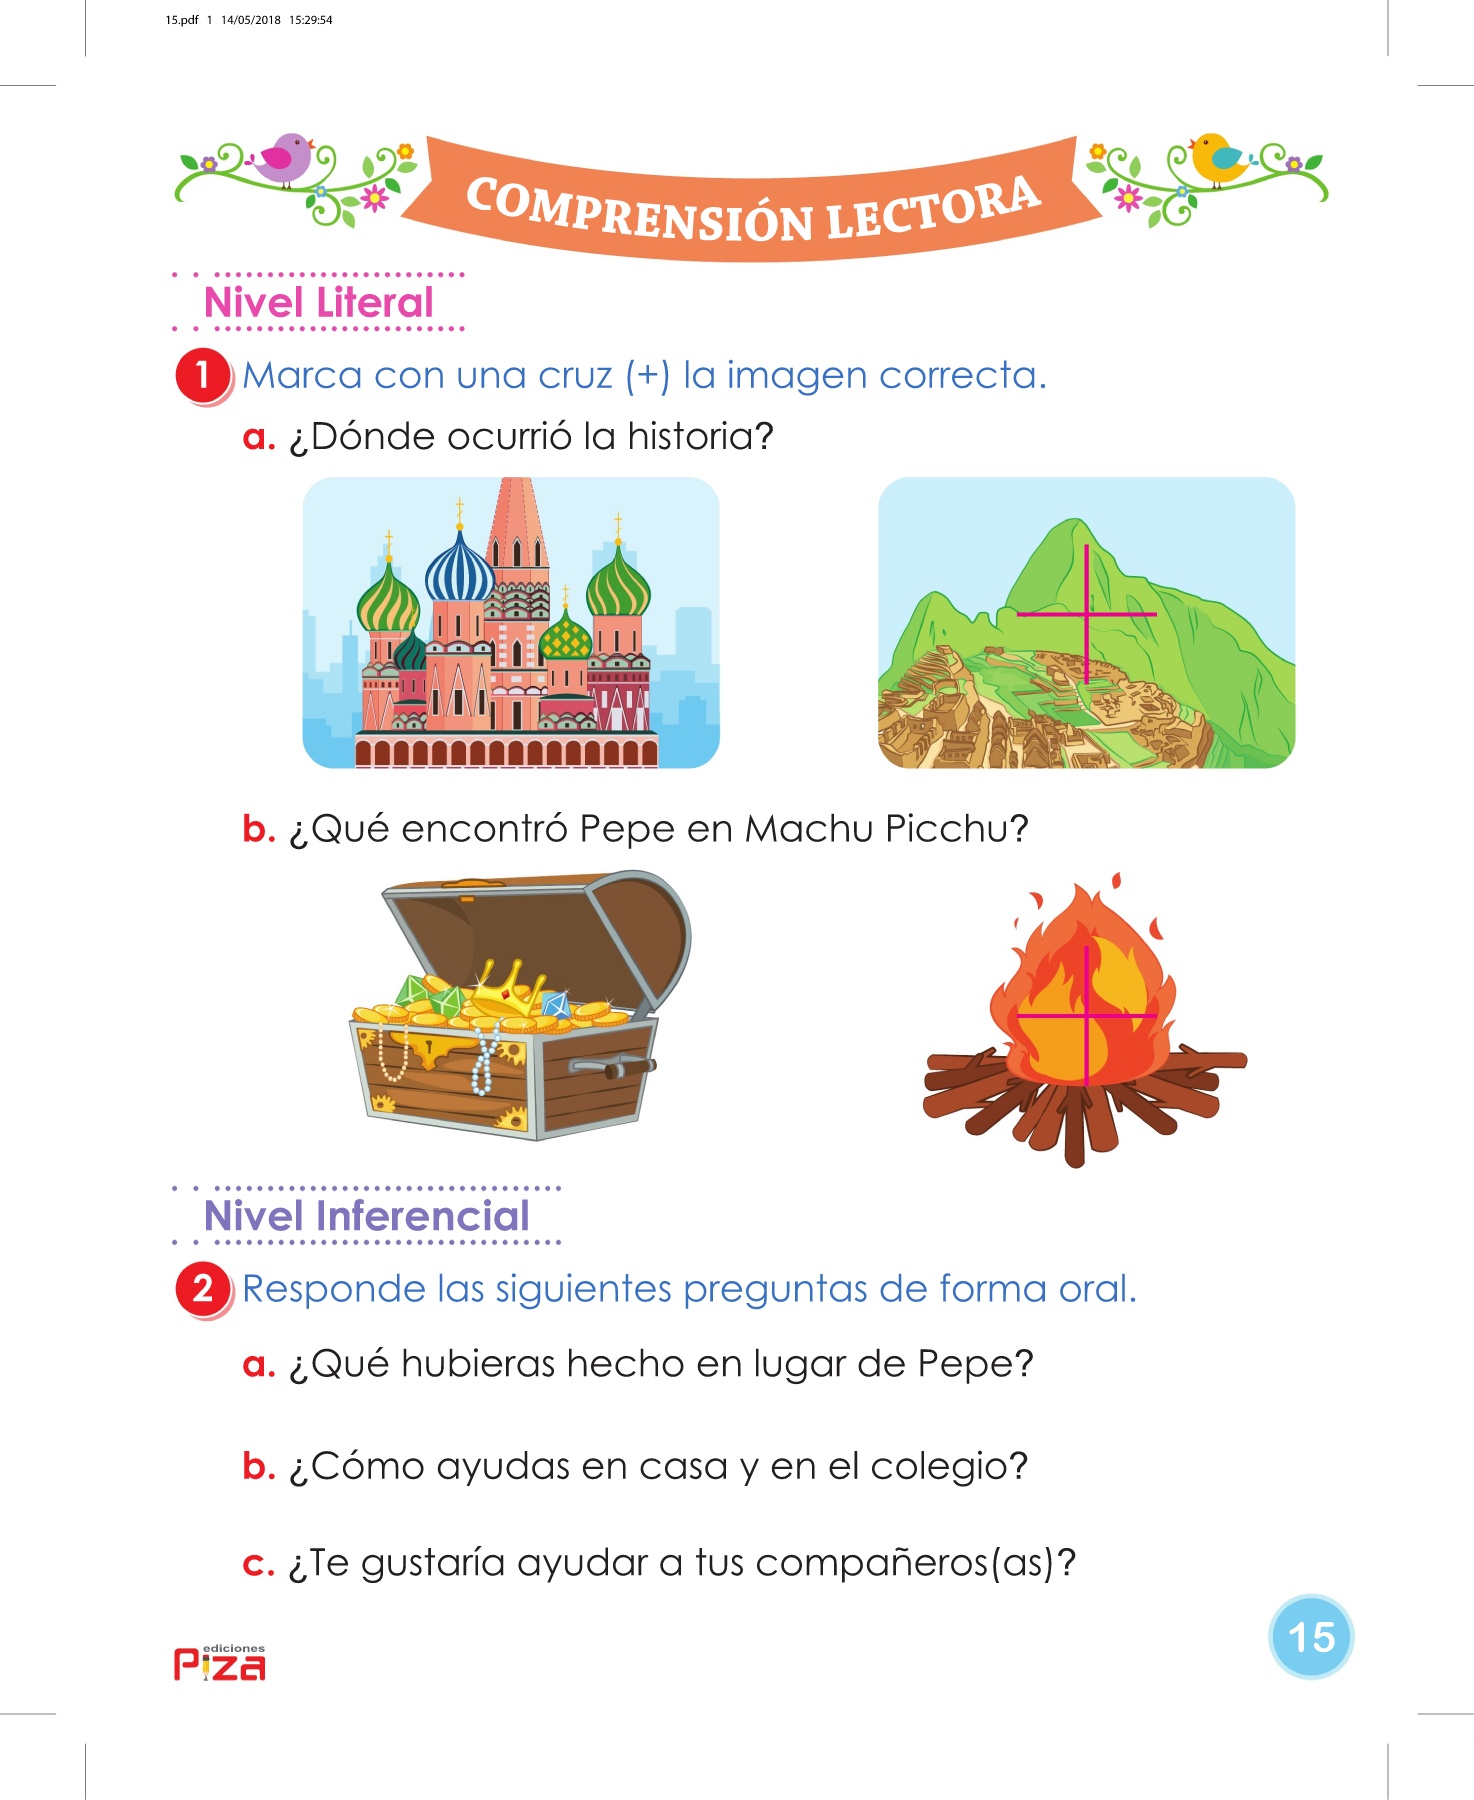 15.pdf 1 14/05/2018 15:29:54
COMPRENSIÓN LECTORA
Nivel Literal
1 Marca con una cruz (+) la imagen correcta.
a. ¿Dónde ocurrió la historia?
b. ¿Qué encontró Pepe en Machu Picchu?
Nivel Inferencial
2 Responde las siguientes preguntas de forma oral.
a. ¿Qué hubieras hecho en lugar de Pepe?
b. ¿Cómo ayudas en casa y en el colegio?
c. ¿Te gustaría ayudar a tus compañeros(as)?
ediciones
Piza
15